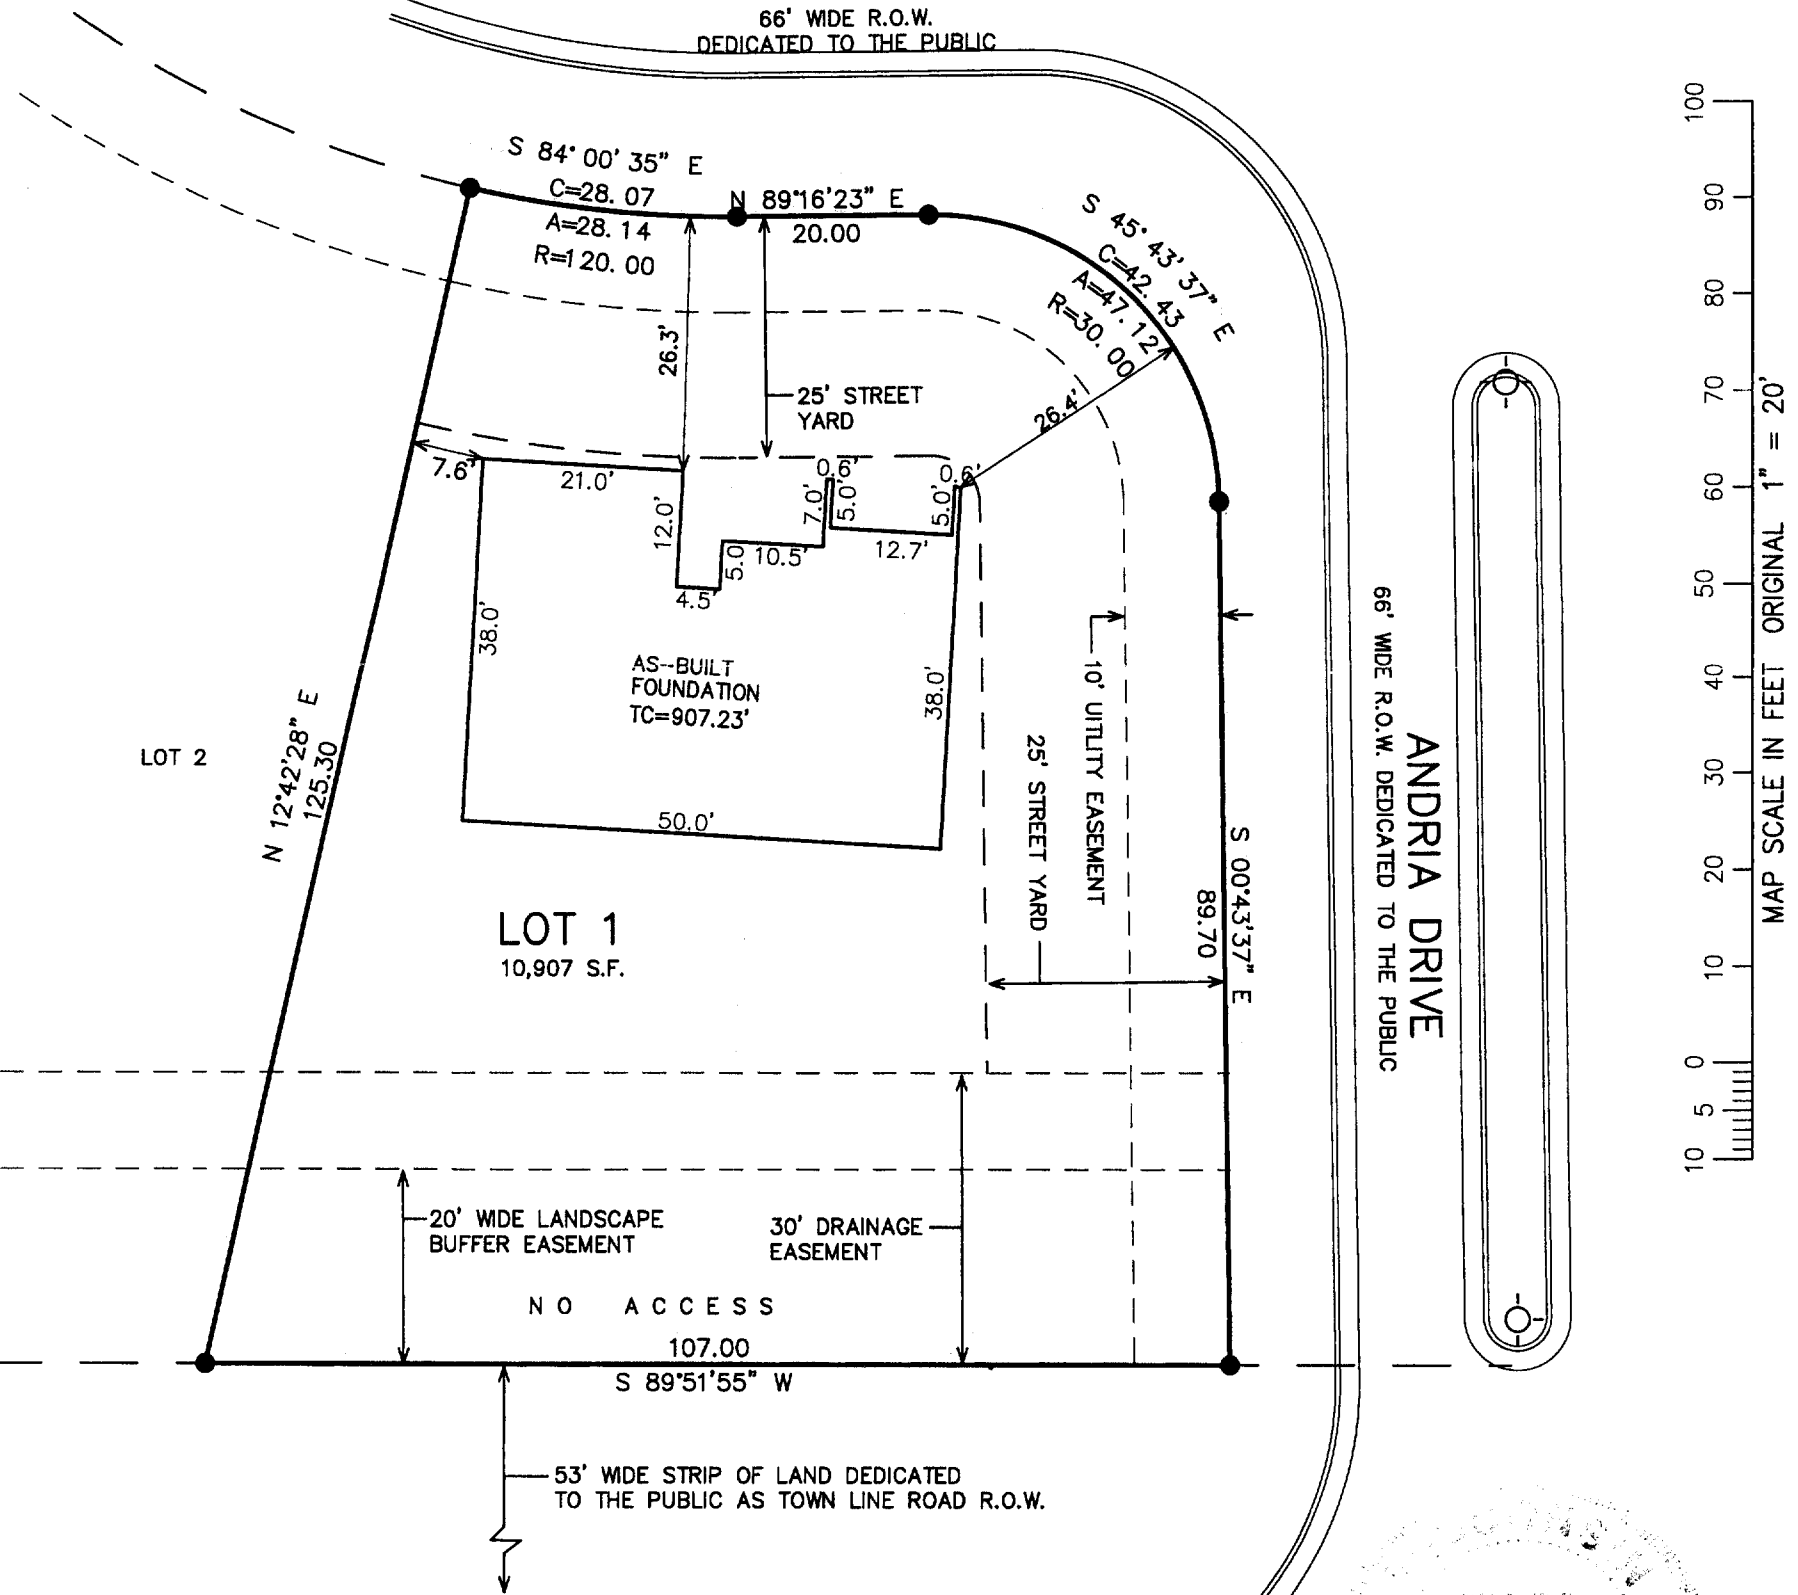 66' WIDE R.O.W.
DEDICATED TO THE PUBLIC
S 84°00'35" E
C=28.07
A=28.14
R=120.00
N 89°16'23" E
20.00
S 45°43'37" E
C=42.43
A=47.12
R=30.00
26.3'
25' STREET
YARD
26.4'
7.6'
21.0'
12.0'
4.5'
5.0
10.5'
7.0'
0.6'
5.0'
12.7'
5.0'
0.6'
38.0'
38.0'
50.0'
AS-BUILT
FOUNDATION
TC=907.23'
LOT 2
N 12°42'28" E
125.30
LOT 1
10,907 S.F.
10' UITLITY EASEMENT
25' STREET YARD
S 00°43'37" E
89.70
66' WIDE R.O.W. DEDICATED TO THE PUBLIC
ANDRIA DRIVE
20' WIDE LANDSCAPE
BUFFER EASEMENT
30' DRAINAGE
EASEMENT
NO ACCESS
107.00
S 89°51'55" W
53' WIDE STRIP OF LAND DEDICATED
TO THE PUBLIC AS TOWN LINE ROAD R.O.W.
100
90
80
70
60
50
40
30
20
10
0
5
10
MAP SCALE IN FEET ORIGINAL 1" = 20'